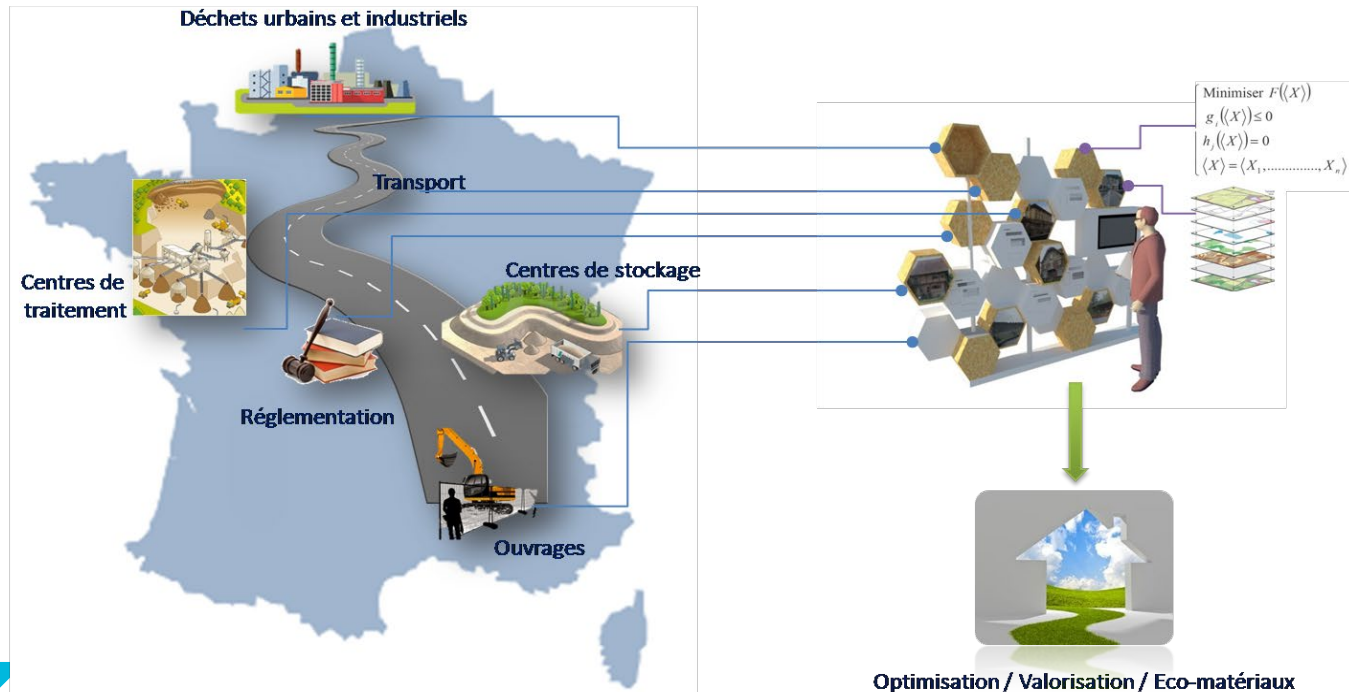 Déchets urbains et industriels
Transport
Centres de
traitement
Centres de stockage
Réglementation
Ouvrages
Minimiser F(⟨X⟩)
g_i(⟨X⟩) ≤ 0
h_j(⟨X⟩) = 0
⟨X⟩ = ⟨X_1,..............,X_n⟩
Optimisation / Valorisation / Eco-matériaux